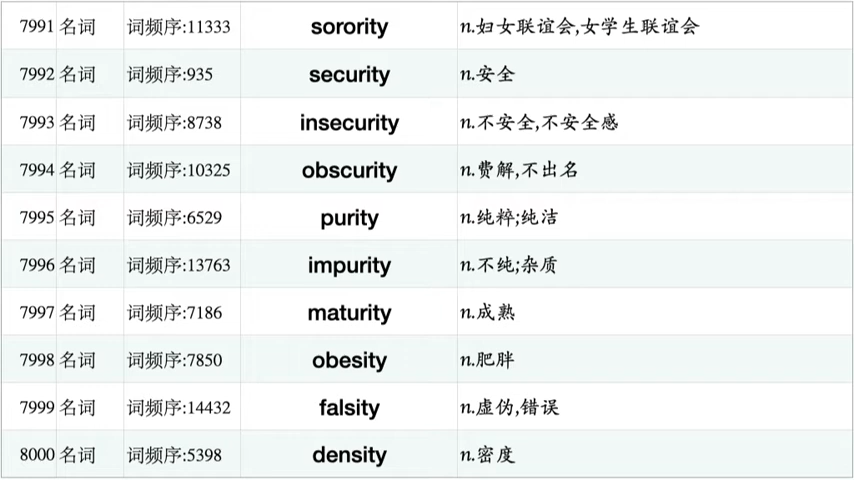 7991 名词 词频序:11333 sorority n.妇女联谊会,女学生联谊会
7992 名词 词频序:935 security n.安全
7993 名词 词频序:8738 insecurity n.不安全,不安全感
7994 名词 词频序:10325 obscurity n.费解,不出名
7995 名词 词频序:6529 purity n.纯粹;纯洁
7996 名词 词频序:13763 impurity n.不纯;杂质
7997 名词 词频序:7186 maturity n.成熟
7998 名词 词频序:7850 obesity n.肥胖
7999 名词 词频序:14432 falsity n.虚伪,错误
8000 名词 词频序:5398 density n.密度